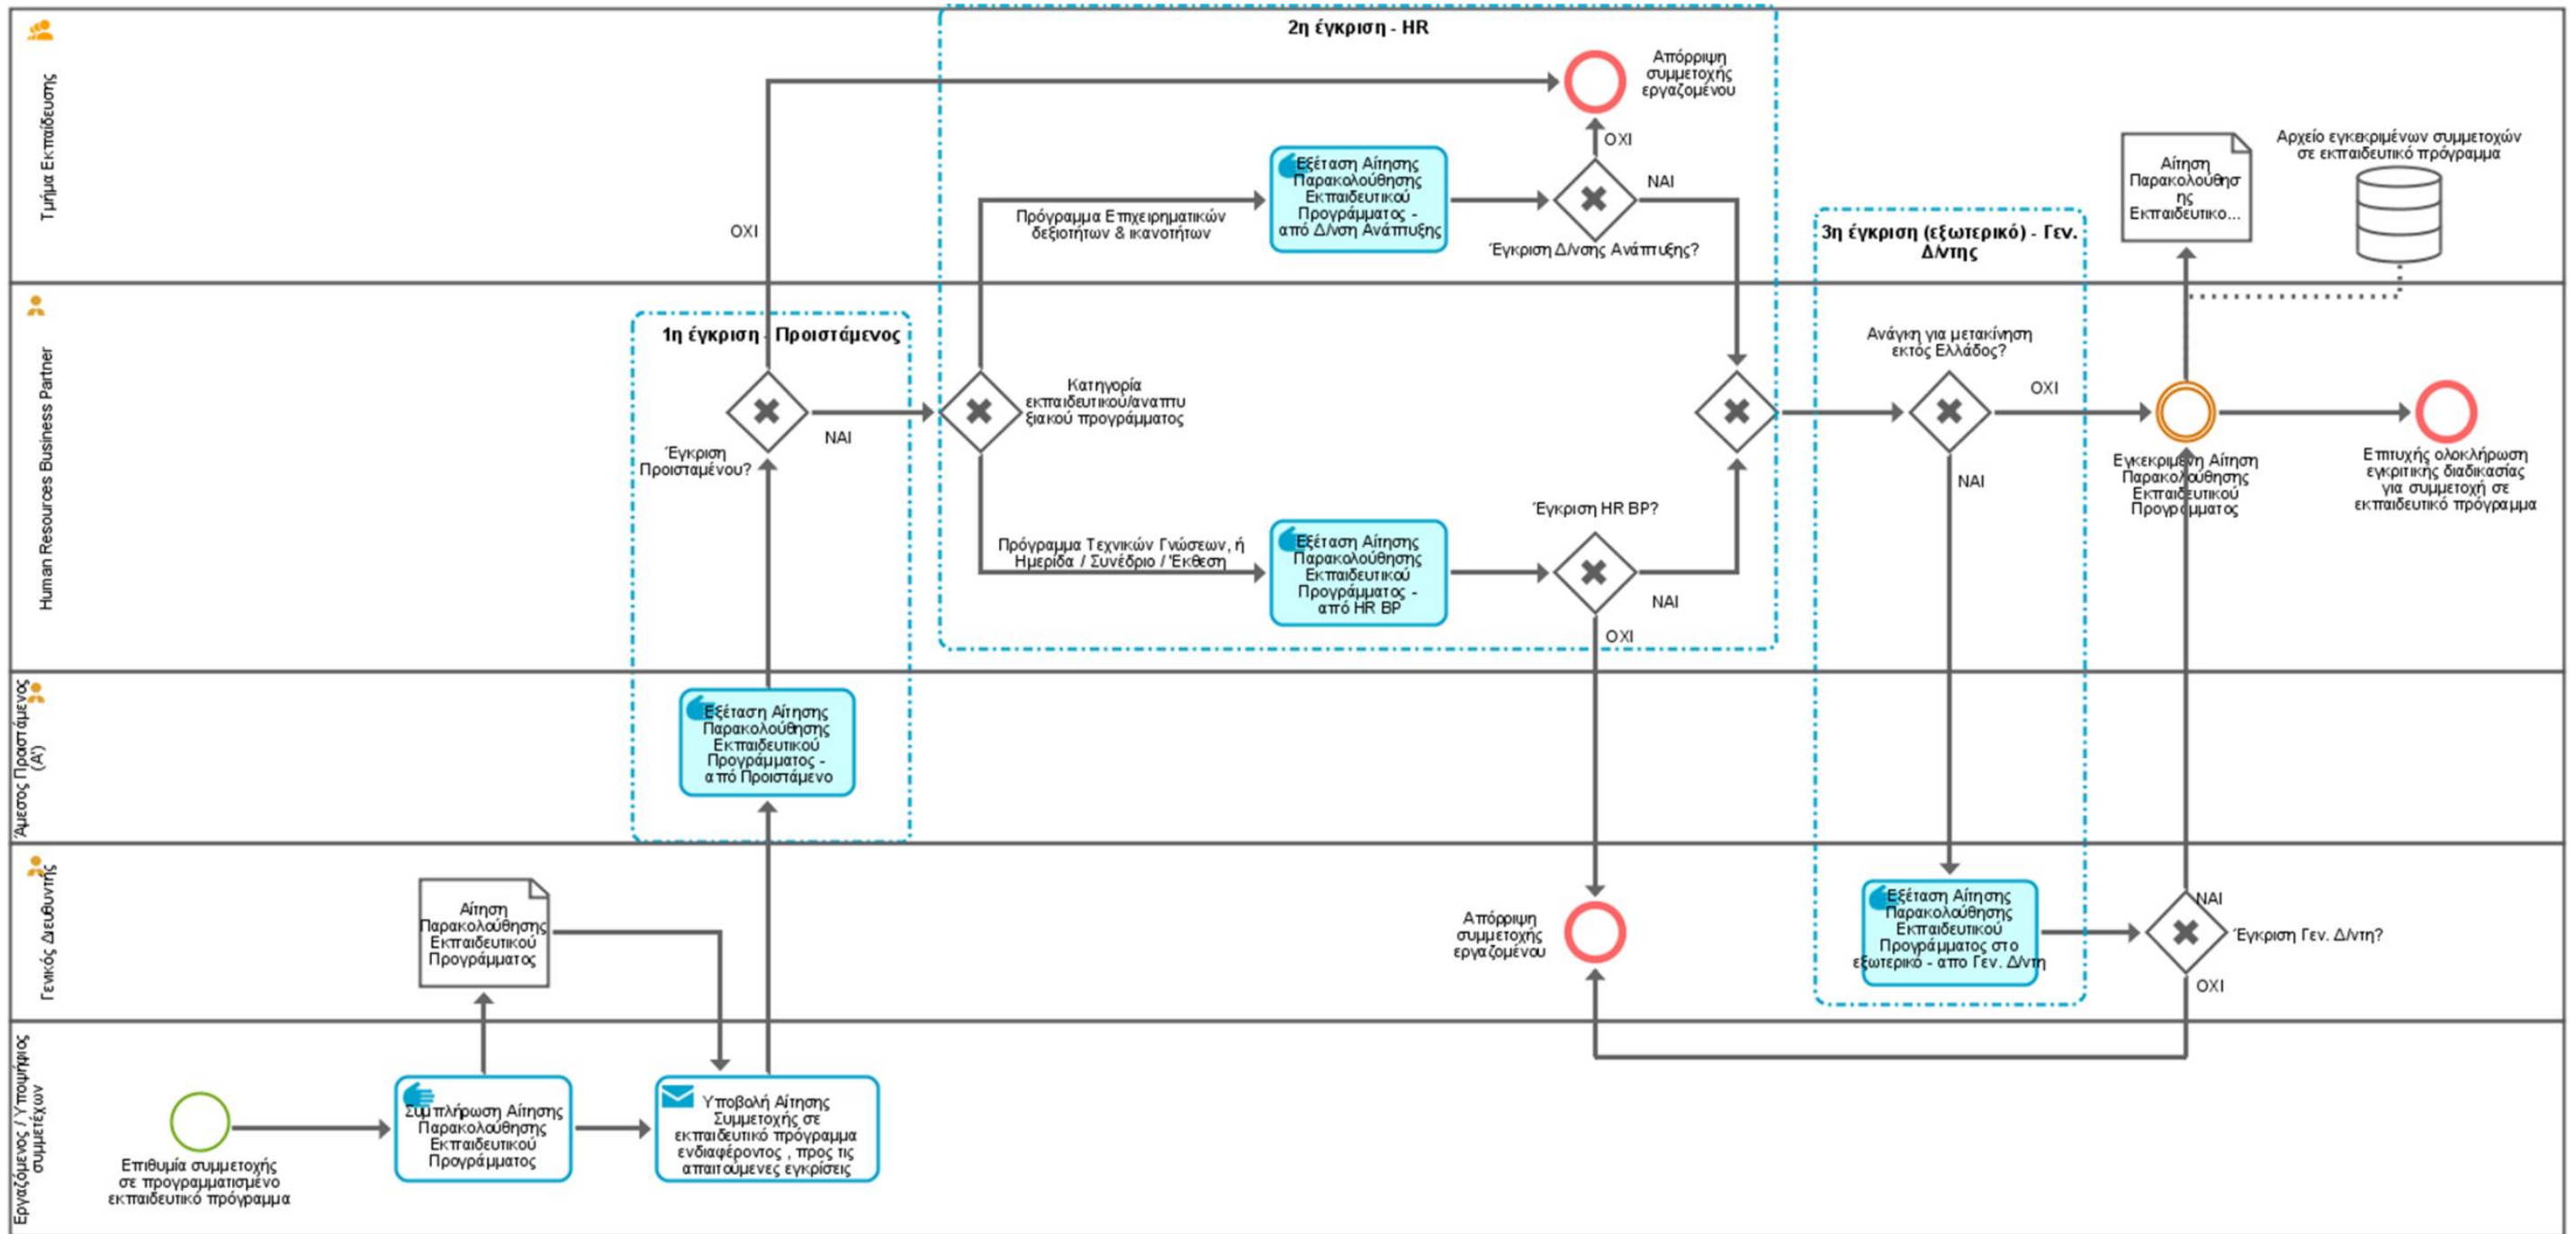 Τμήμα Εκπαίδευσης
2η έγκριση - HR
Απόρριψη
συμμετοχής
εργαζομένου
ΟΧΙ
Εξέταση Αίτησης
Παρακολούθησης
Εκπαιδευτικού
Προγράμματος -
από Δ/νση Ανάπτυξης
ΝΑΙ
Πρόγραμμα Επιχειρηματικών
δεξιοτήτων & ικανοτήτων
Έγκριση Δ/νσης Ανάπτυξης?
ΟΧΙ
Αίτηση
Παρακολούθησ
ης
Εκπαιδευτικο...
Αρχείο εγκεκριμένων συμμετοχών
σε εκπαιδευτικό πρόγραμμα
3η έγκριση (εξωτερικό) - Γεν.
Δ/ντης
Human Resources Business Partner
1η έγκριση - Προιστάμενος
Έγκριση
Προισταμένου?
ΝΑΙ
Κατηγορία
εκπαιδευτικού/αναπτυ
ξιακού προγράμματος
Ανάγκη για μετακίνηση
εκτός Ελλάδος?
ΟΧΙ
ΝΑΙ
Εγκεκριμένη Αίτηση
Παρακολούθησης
Εκπαιδευτικού
Προγράμματος
Επιτυχής ολοκλήρωση
εγκριτικής διαδικασίας
για συμμετοχή σε
εκπαιδευτικό πρόγραμμα
Πρόγραμμα Τεχνικών Γνώσεων, ή
Ημερίδα / Συνέδριο / Έκθεση
Εξέταση Αίτησης
Παρακολούθησης
Εκπαιδευτικού
Προγράμματος -
από HR BP
Έγκριση HR BP?
ΝΑΙ
ΟΧΙ
Άμεσος Προιστάμενος
(Α')
Εξέταση Αίτησης
Παρακολούθησης
Εκπαιδευτικού
Προγράμματος -
από Προιστάμενο
Γενικός Διευθυντής
Αίτηση
Παρακολούθησης
Εκπαιδευτικού
Προγράμματος
Απόρριψη
συμμετοχής
εργαζομένου
Εξέταση Αίτησης
Παρακολούθησης
Εκπαιδευτικού
Προγράμματος στο
εξωτερικό - απο Γεν. Δ/ντη
ΝΑΙ
Έγκριση Γεν. Δ/ντη?
ΟΧΙ
Εργαζόμενος / Υποψήφιος
συμμετέχων
Επιθυμία συμμετοχής
σε προγραμματισμένο
εκπαιδευτικό πρόγραμμα
Συμπλήρωση Αίτησης
Παρακολούθησης
Εκπαιδευτικού
Προγράμματος
Υποβολή Αίτησης
Συμμετοχής σε
εκπαιδευτικό πρόγραμμα
ενδιαφέροντος , προς τις
απαιτούμενες εγκρίσεις